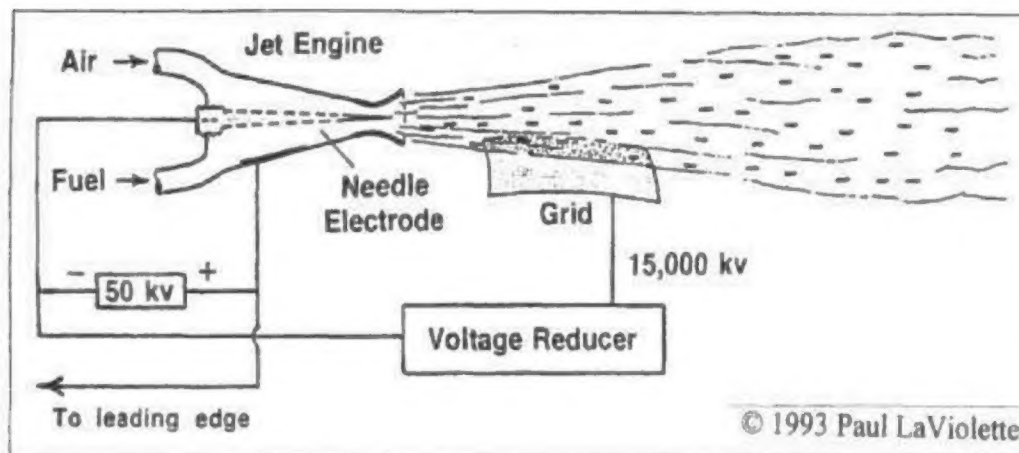 Jet Engine
Air
Fuel
Needle
Electrode
Grid
15,000 kv
− +
50 kv
Voltage Reducer
To leading edge
© 1993 Paul LaViolette